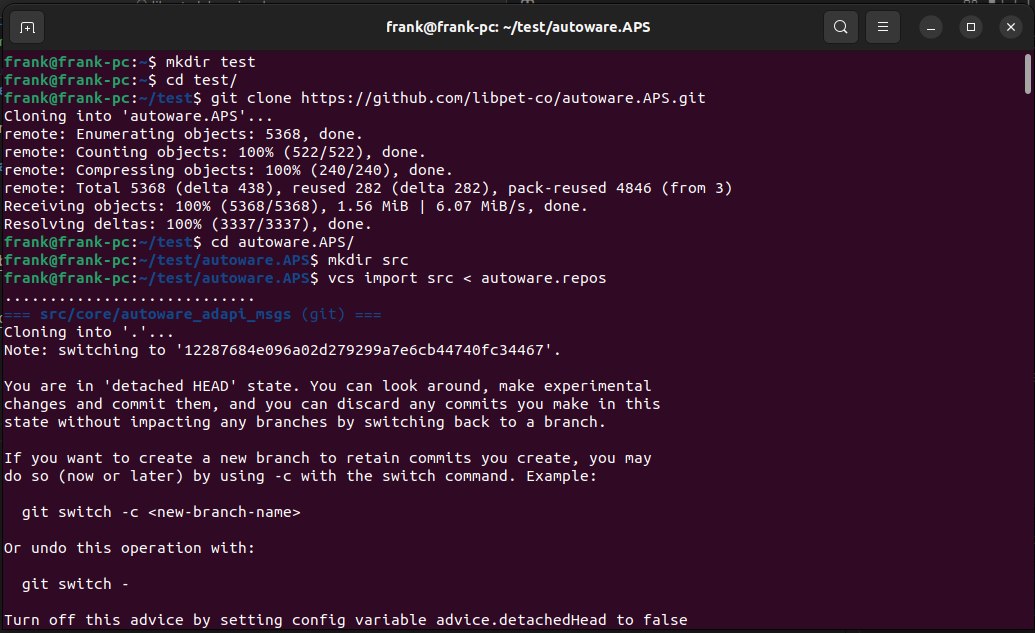 frank@frank-pc: ~/test/autoware.APS
frank@frank-pc:~$ mkdir test
frank@frank-pc:~$ cd test/
frank@frank-pc:~/test$ git clone https://github.com/libpet-co/autoware.APS.git
Cloning into 'autoware.APS'...
remote: Enumerating objects: 5368, done.
remote: Counting objects: 100% (522/522), done.
remote: Compressing objects: 100% (240/240), done.
remote: Total 5368 (delta 438), reused 282 (delta 282), pack-reused 4846 (from 3)
Receiving objects: 100% (5368/5368), 1.56 MiB | 6.07 MiB/s, done.
Resolving deltas: 100% (3337/3337), done.
frank@frank-pc:~/test$ cd autoware.APS/
frank@frank-pc:~/test/autoware.APS$ mkdir src
frank@frank-pc:~/test/autoware.APS$ vcs import src < autoware.repos
............................
=== src/core/autoware_adapi_msgs (git) ===
Cloning into '.'...
Note: switching to '12287684e096a02d279299a7e6cb44740fc34467'.
You are in 'detached HEAD' state. You can look around, make experimental
changes and commit them, and you can discard any commits you make in this
state without impacting any branches by switching back to a branch.
If you want to create a new branch to retain commits you create, you may
do so (now or later) by using -c with the switch command. Example:
git switch -c <new-branch-name>
Or undo this operation with:
git switch -
Turn off this advice by setting config variable advice.detachedHead to false